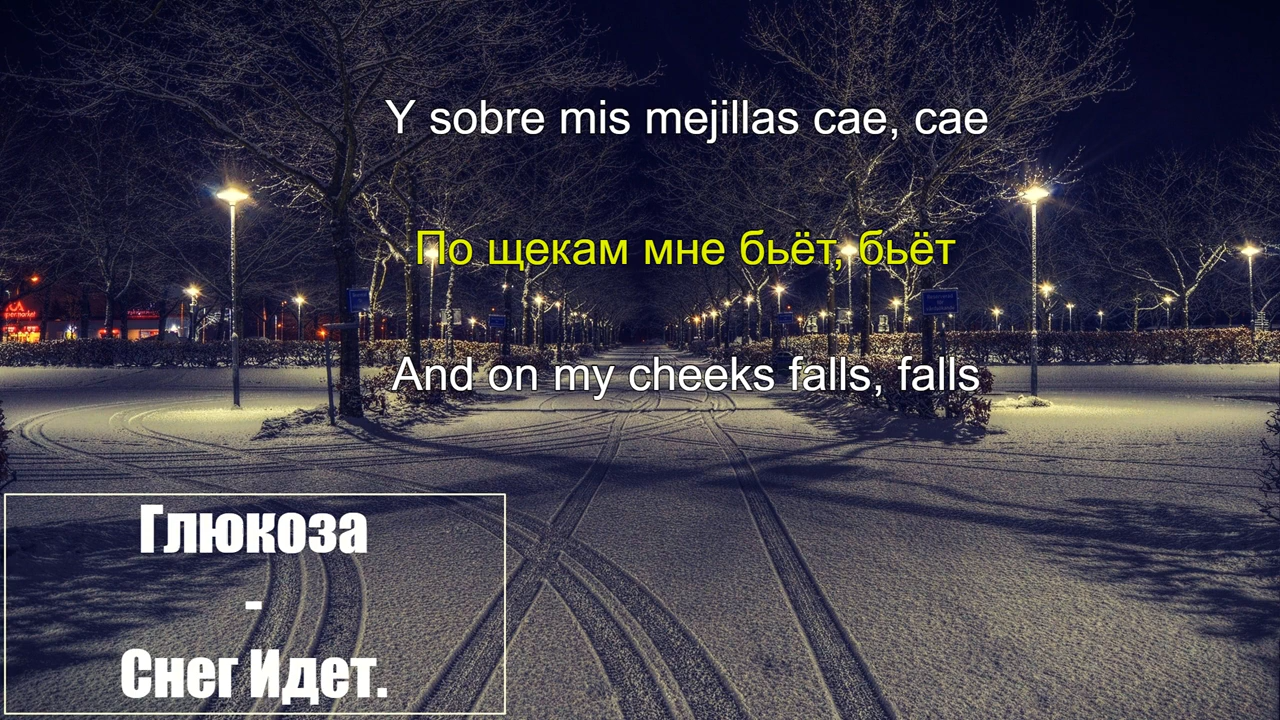 Y sobre mis mejillas cae, cae
По щекам мне бьёт, бьёт
And on my cheeks falls, falls
Глюкоза
-
Снег Идет.